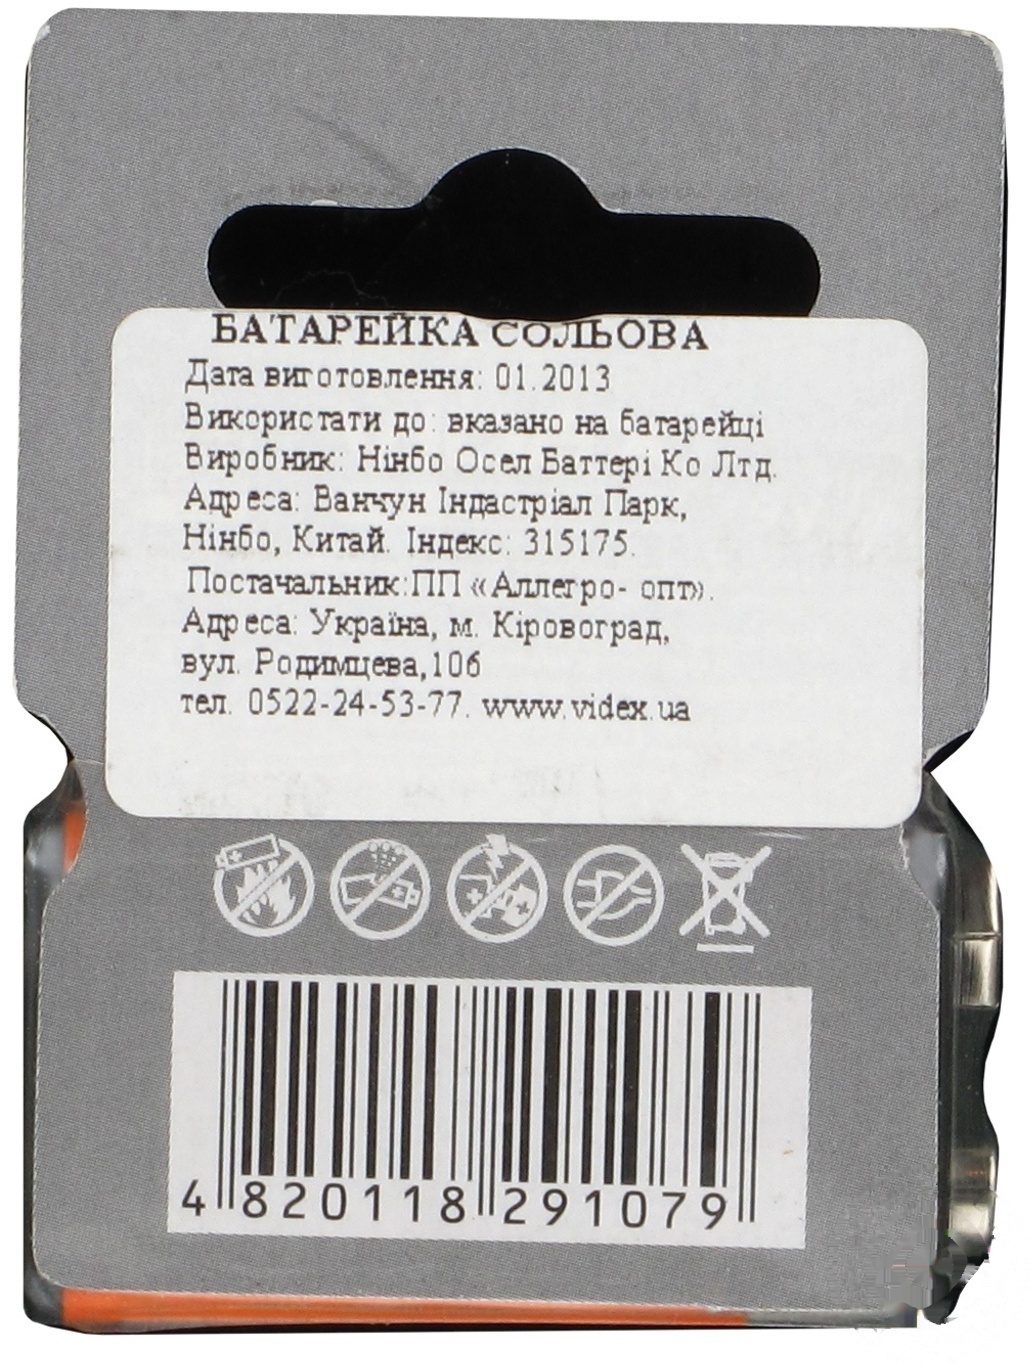 БАТАРЕЙКА СОЛЬОВА
Дата виготовлення: 01.2013
Використати до: вказано на батарейці
Виробник: Нінбо Осел Баттері Ко Лтд.
Адреса: Ванчун Індастріал Парк,
Нінбо, Китай. Індекс: 315175.
Постачальник:ПП «Аллегро- опт».
Адреса: Україна, м. Кіровоград,
вул. Родимцева,106
тел. 0522-24-53-77. www.videx.ua
4 820118 291079